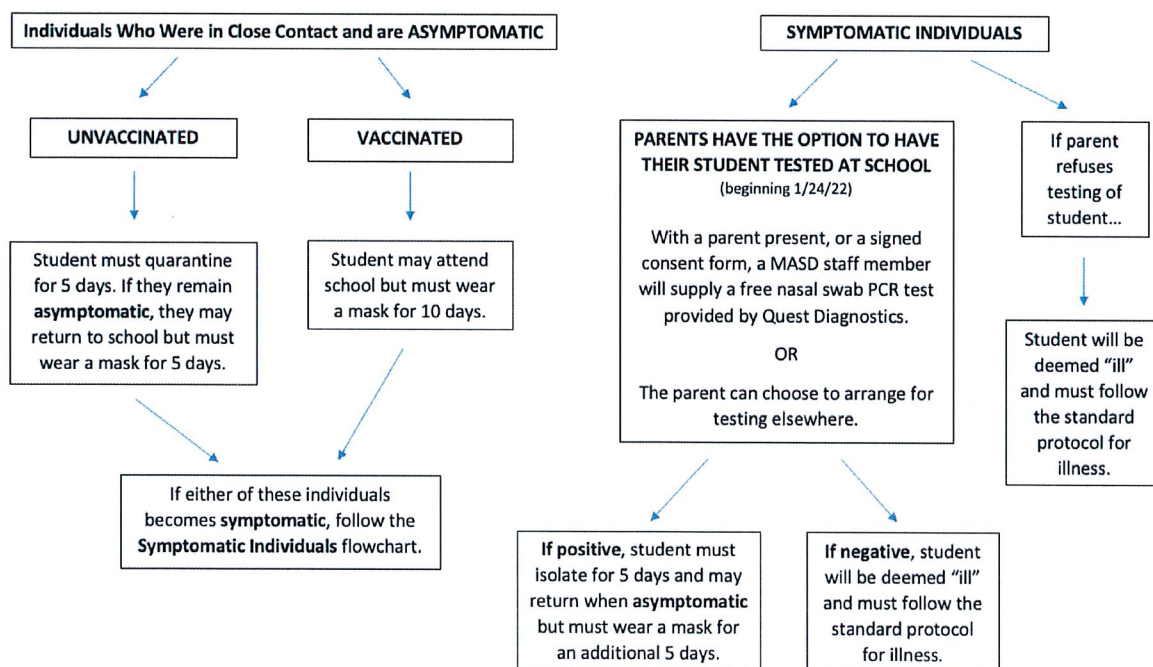 Individuals Who Were in Close Contact and are ASYMPTOMATIC
UNVACCINATED
VACCINATED
Student must quarantine
for 5 days. If they remain
asymptomatic, they may
return to school but must
wear a mask for 5 days.
Student may attend
school but must wear
a mask for 10 days.
If either of these individuals
becomes symptomatic, follow the
Symptomatic Individuals flowchart.
SYMPTOMATIC INDIVIDUALS
PARENTS HAVE THE OPTION TO HAVE
THEIR STUDENT TESTED AT SCHOOL
(beginning 1/24/22)
With a parent present, or a signed
consent form, a MASD staff member
will supply a free nasal swab PCR test
provided by Quest Diagnostics.
OR
The parent can choose to arrange for
testing elsewhere.
If parent
refuses
testing of
student...
Student will be
deemed “ill”
and must follow
the standard
protocol for
illness.
If positive, student must
isolate for 5 days and may
return when asymptomatic
but must wear a mask for
an additional 5 days.
If negative, student
will be deemed “ill”
and must follow the
standard protocol
for illness.